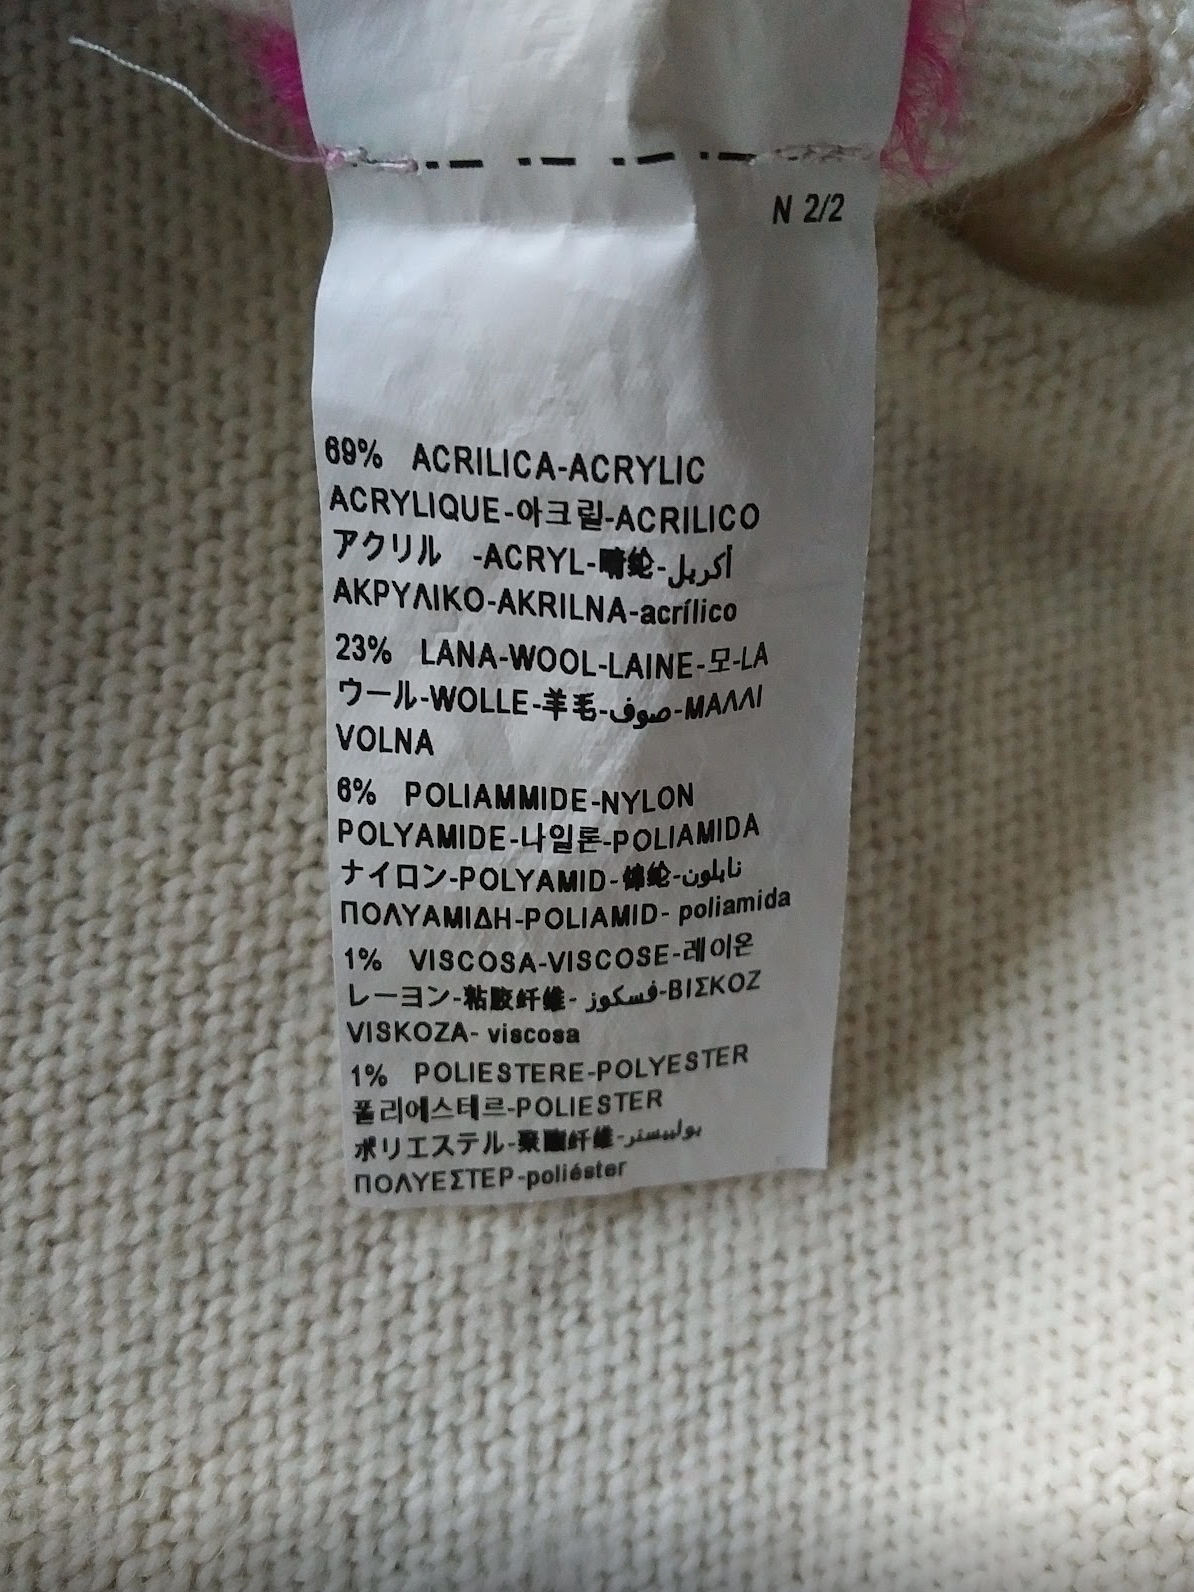 N 2/2
69% ACRILICA-ACRYLIC
ACRYLIQUE-아크릴-ACRILICO
アクリル -ACRYL-腈纶-أكريل
ΑΚΡΥΛΙΚΟ-AKRILNA-acrílico
23% LANA-WOOL-LAINE-모-LA
ウール-WOLLE-羊毛-صوف-ΜΑΛΛΙ
VOLNA
6% POLIAMMIDE-NYLON
POLYAMIDE-나일론-POLIAMIDA
ナイロン-POLYAMID-锦纶-نايلون
ΠΟΛΥΑΜΙΔΗ-POLIAMID- poliamida
1% VISCOSA-VISCOSE-레이온
レーヨン-粘胶纤维- فسكوز-ΒΙΣΚΟΖ
VISKOZA- viscosa
1% POLIESTERE-POLYESTER
폴리에스테르-POLIESTER
ポリエステル-聚酯纤维-بولييستر
ΠΟΛΥΕΣΤΕΡ-poliéster